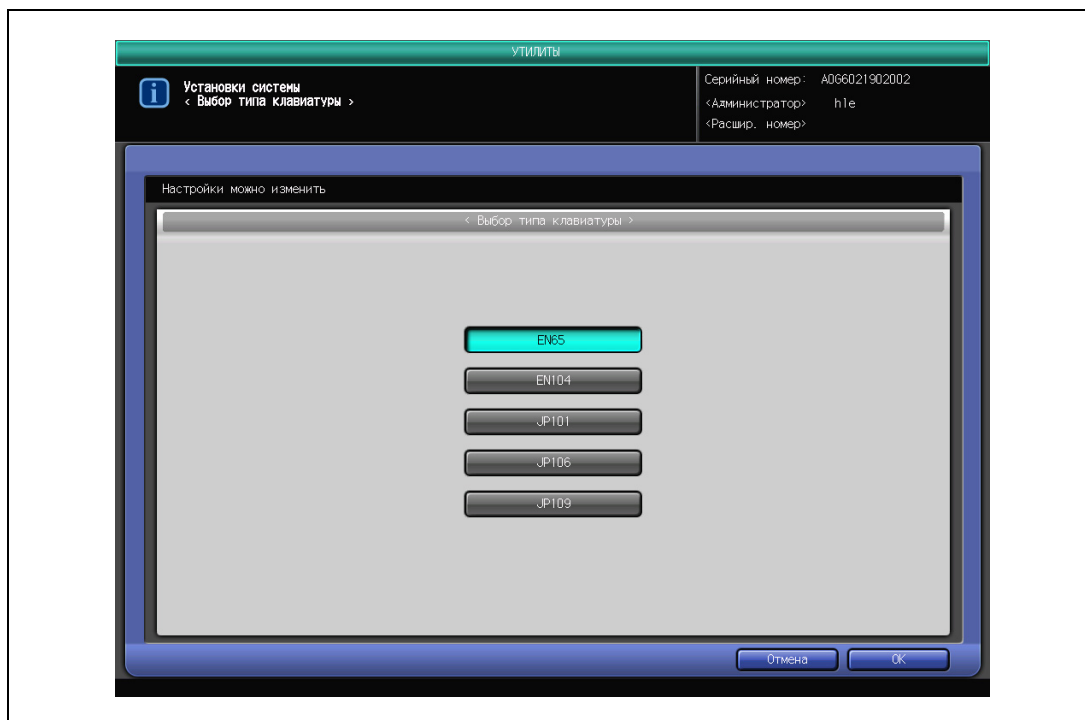 УТИЛИТЫ
Установки системы
< Выбор типа клавиатуры >
Серийный номер: A0G6021902002
<Администратор> hle
<Расшир. номер>
Настройки можно изменить
< Выбор типа клавиатуры >
EN65
EN104
JP101
JP106
JP109
Отмена
OK